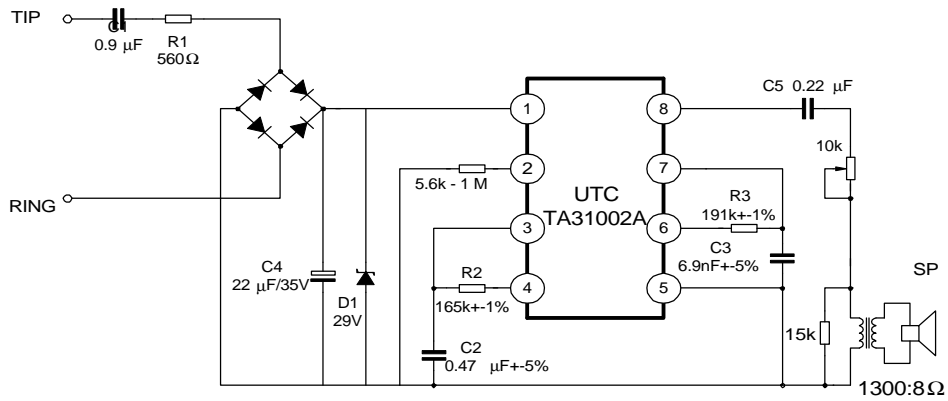 TIP
C1
0.9 μF
R1
560Ω
RING
C4
22 μF/35V
D1
29V
5.6k - 1 M
R2
165k+-1%
C2
0.47 μF+-5%
1
2
3
4
UTC
TA31002A
8
7
6
5
R3
191k+-1%
C3
6.9nF+-5%
C5 0.22 μF
10k
15k
SP
1300:8Ω